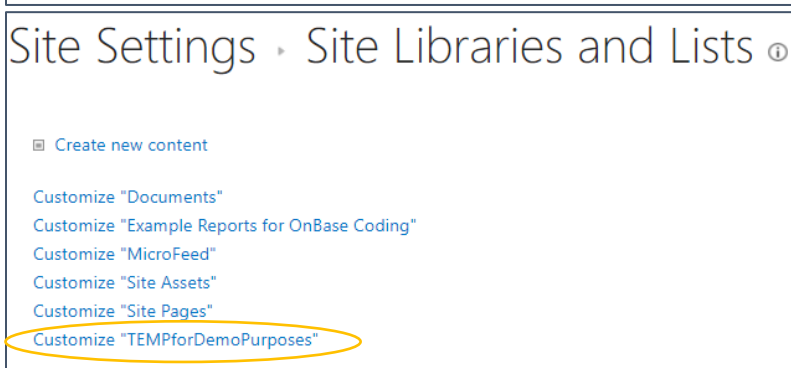 Site Settings ▸ Site Libraries and Lists
Create new content
Customize "Documents"
Customize "Example Reports for OnBase Coding"
Customize "MicroFeed"
Customize "Site Assets"
Customize "Site Pages"
Customize "TEMPforDemoPurposes"